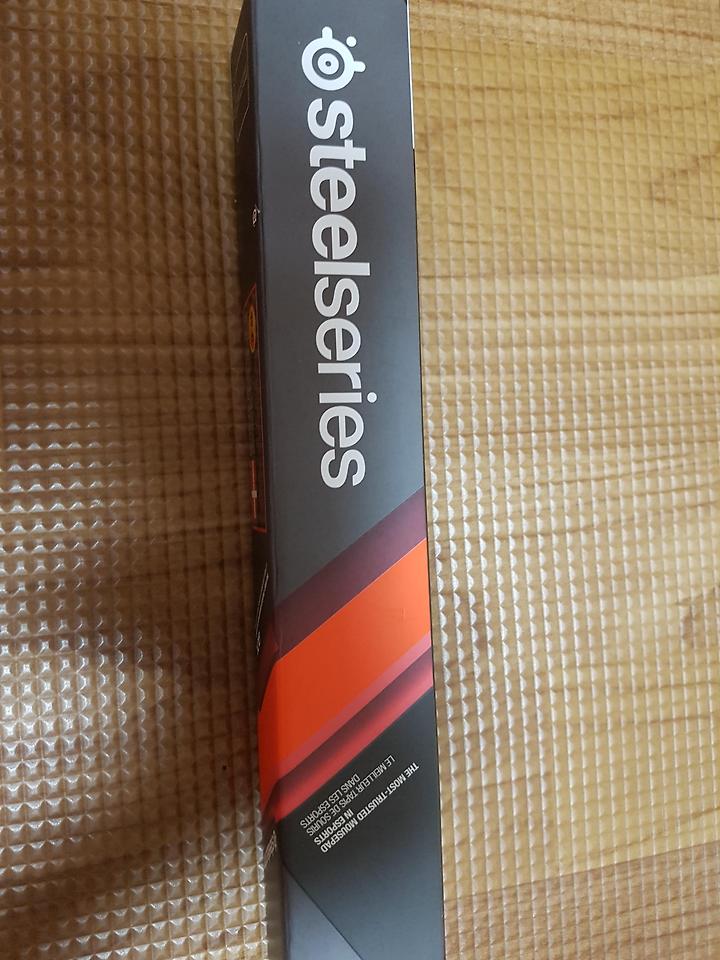 steelseries
THE MOST-TRUSTED MOUSEPAD
IN ESPORTS
LE MEILLEUR TAPIS DE SOURIS
DANS LES ESPORTS